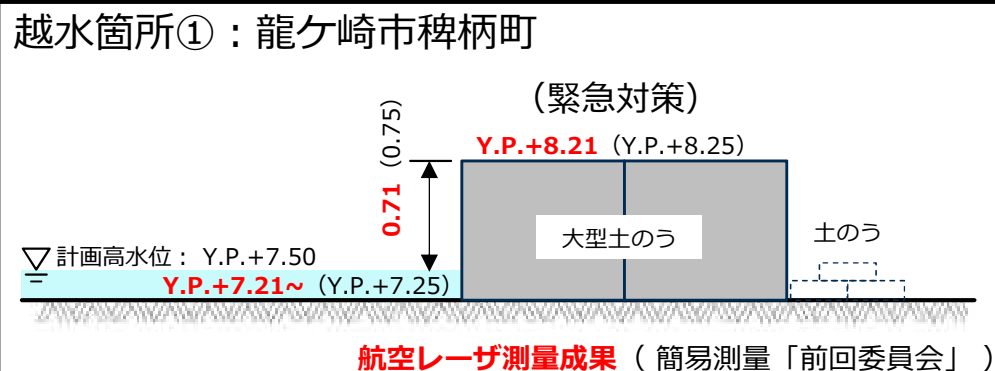 越水箇所①：龍ケ崎市稗柄町
（緊急対策）
Y.P.+8.21（Y.P.+8.25）
0.71（0.75）
大型土のう
土のう
計画高水位： Y.P.+7.50
Y.P.+7.21~（Y.P.+7.25）
航空レーザ測量成果（ 簡易測量「前回委員会」 ）